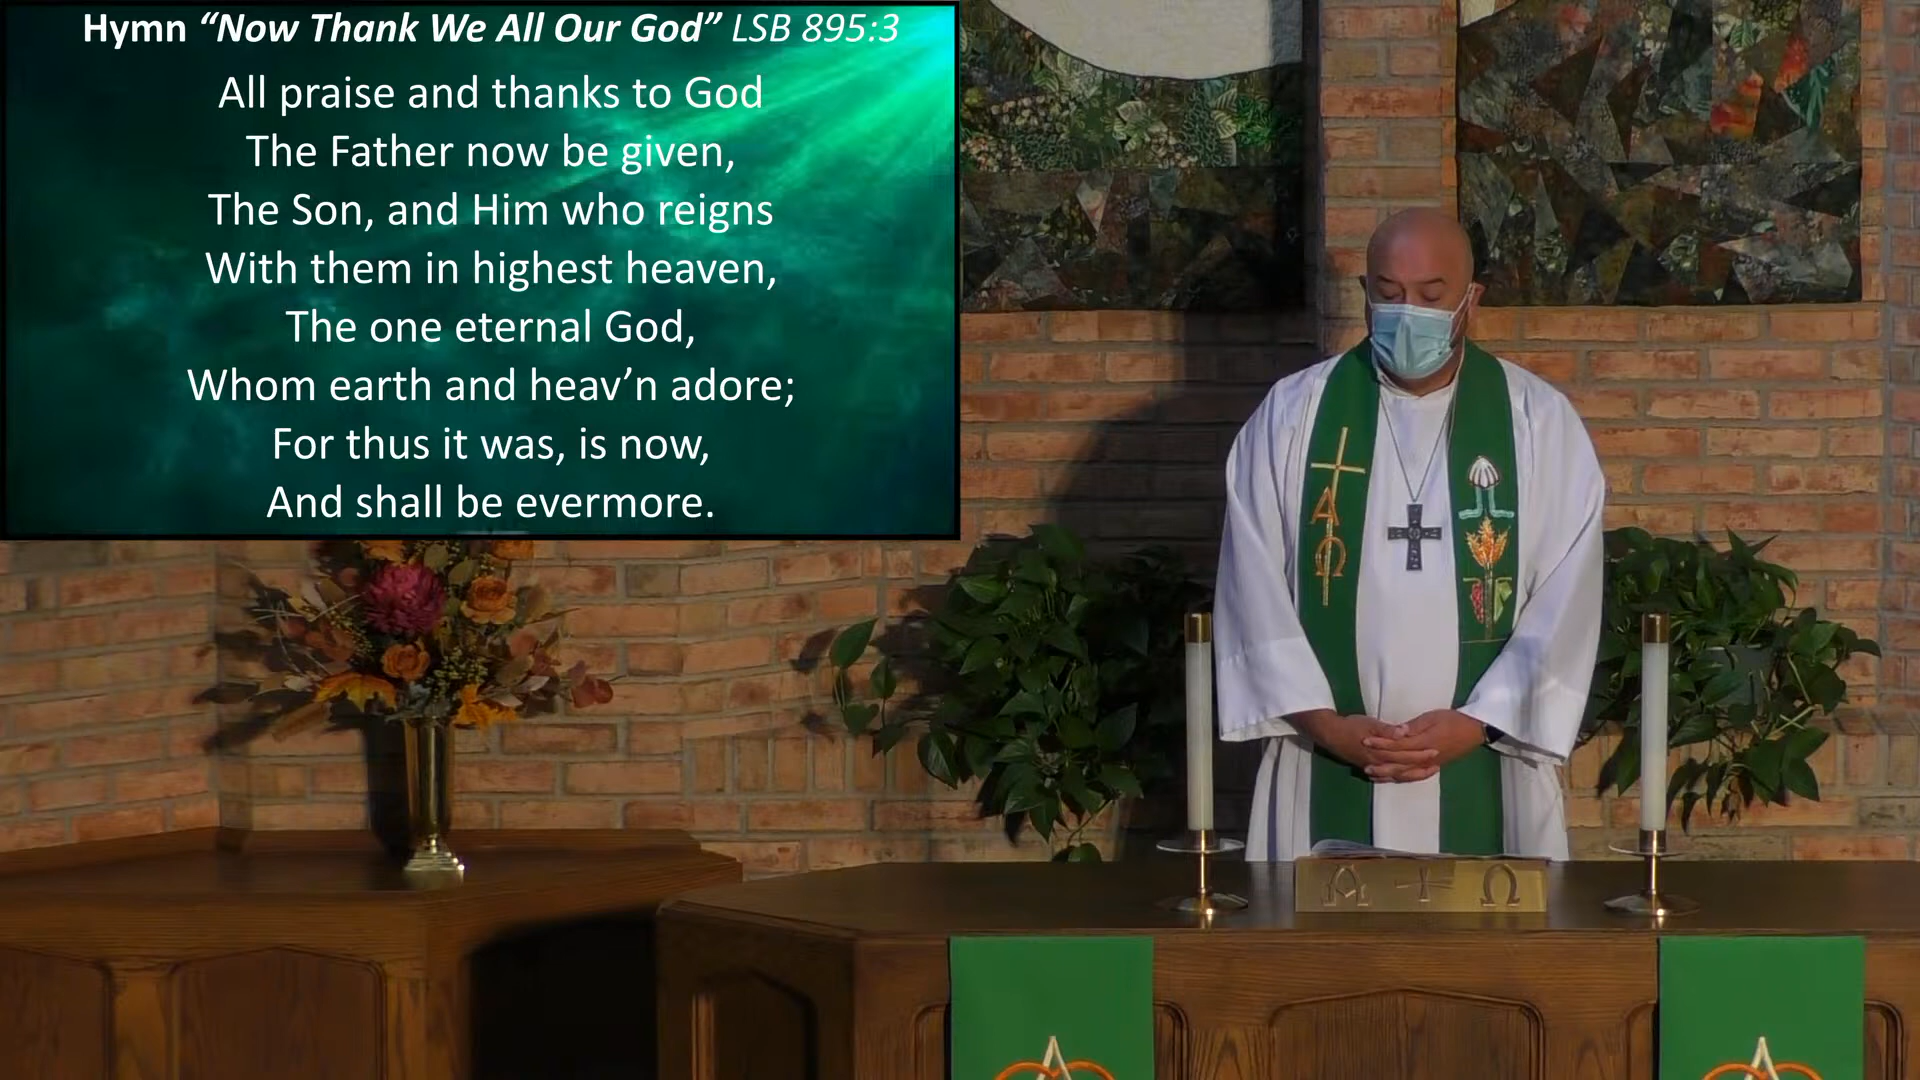 Hymn “Now Thank We All Our God” LSB 895:3
All praise and thanks to God
The Father now be given,
The Son, and Him who reigns
With them in highest heaven,
The one eternal God,
Whom earth and heav’n adore;
For thus it was, is now,
And shall be evermore.
Α
Ω
Α Ω